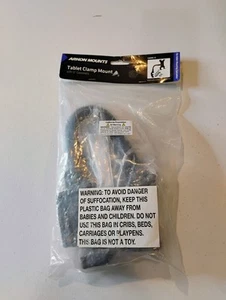 ARKON MOUNTS
Tablet Clamp Mount
WARNING: TO AVOID DANGER
OF SUFFOCATION, KEEP THIS
PLASTIC BAG AWAY FROM
BABIES AND CHILDREN. DO NOT
USE THIS BAG IN CRIBS, BEDS,
CARRIAGES OR PLAYPENS.
THIS BAG IS NOT A TOY.